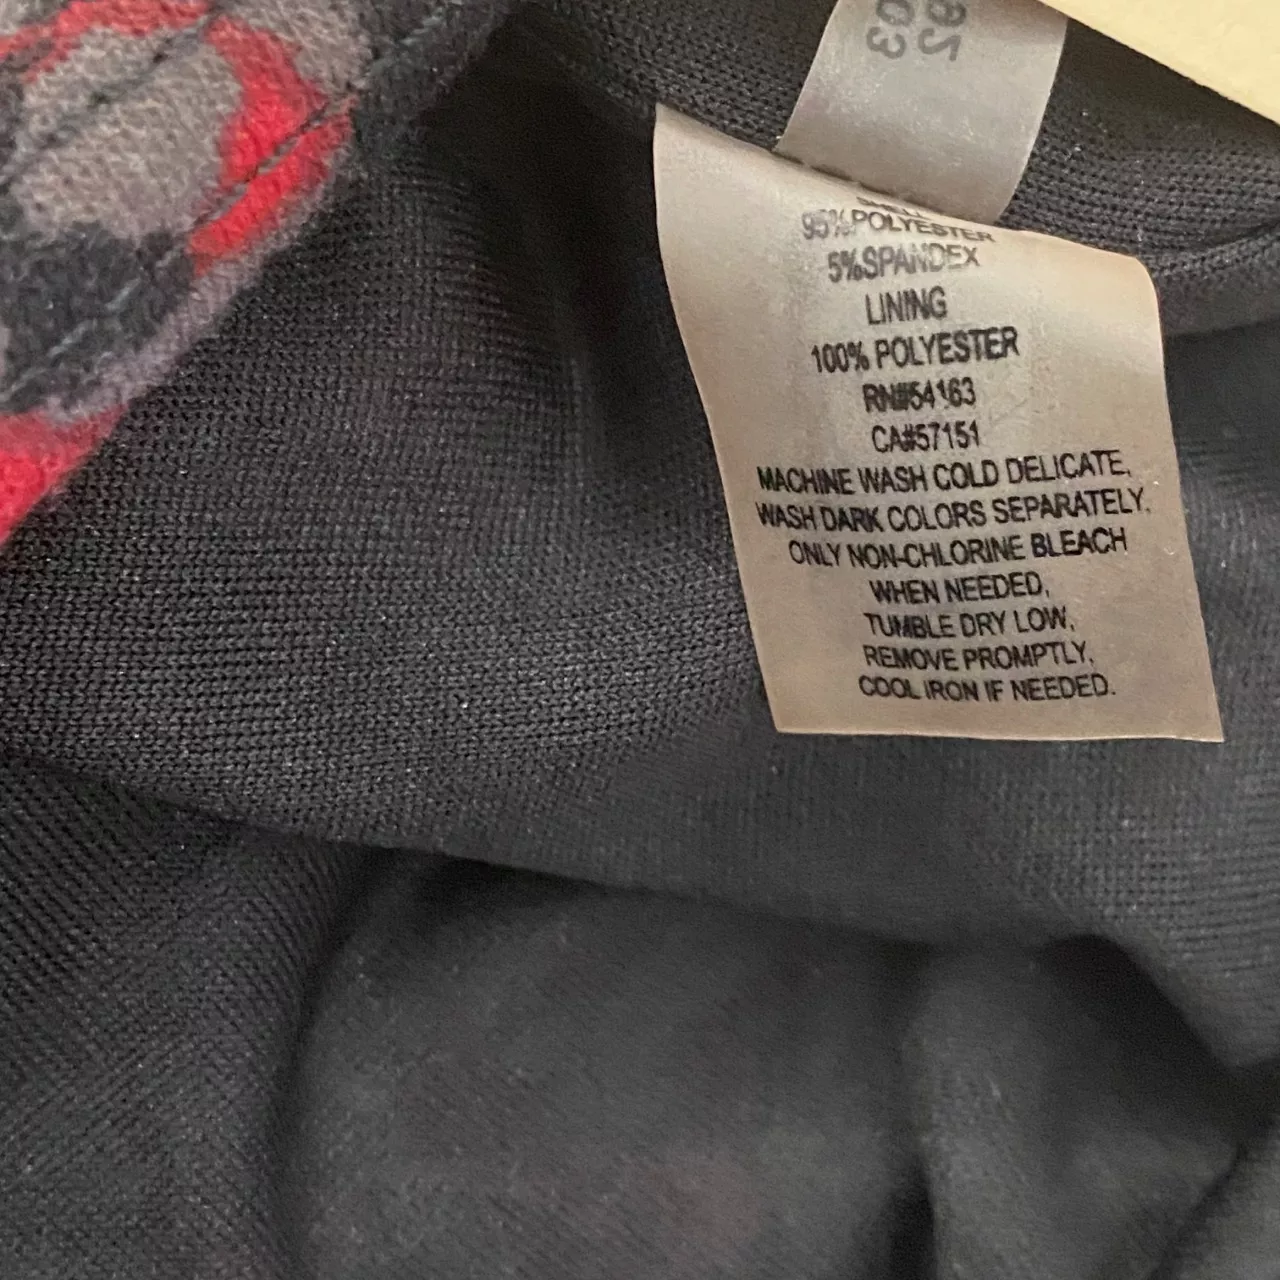 SHELL
95%POLYESTER
5%SPANDEX
LINING
100% POLYESTER
RN#54163
CA#57151
MACHINE WASH COLD DELICATE,
WASH DARK COLORS SEPARATELY.
ONLY NON-CHLORINE BLEACH
WHEN NEEDED,
TUMBLE DRY LOW,
REMOVE PROMPTLY,
COOL IRON IF NEEDED.